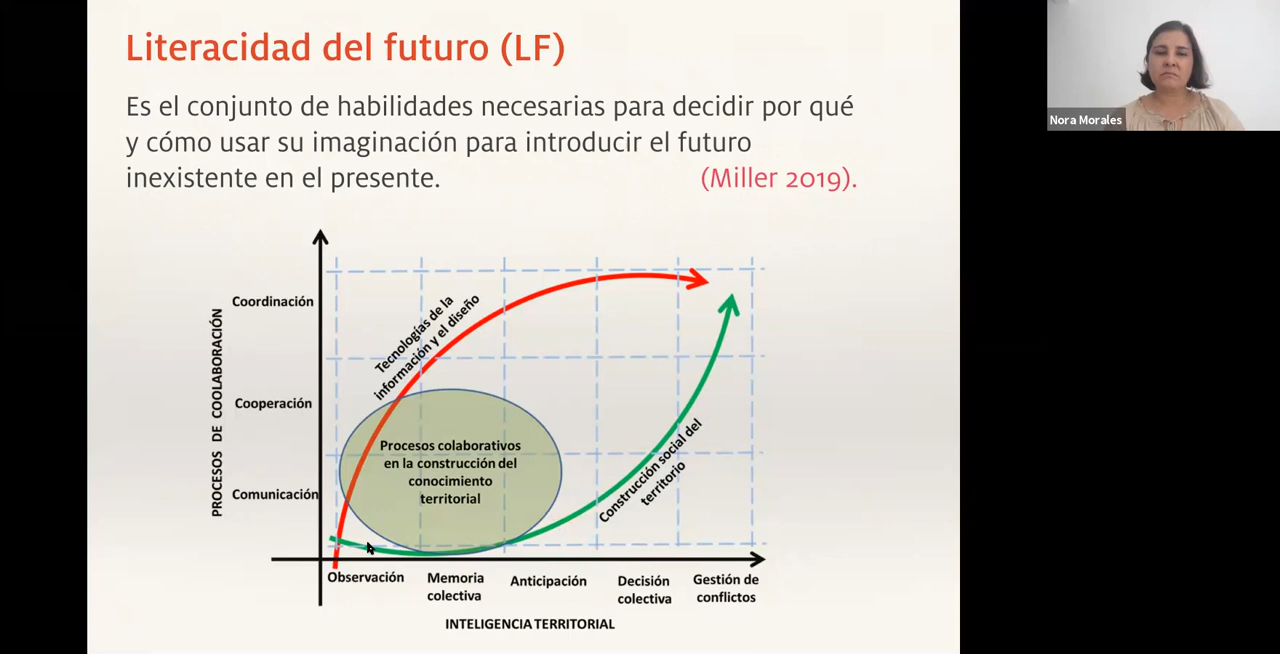 Literacidad del futuro (LF)
Es el conjunto de habilidades necesarias para decidir por qué
y cómo usar su imaginación para introducir el futuro
inexistente en el presente.
(Miller 2019).
Nora Morales
PROCESOS DE COOLABORACIÓN
Coordinación
Cooperación
Comunicación
Tecnologías de la
información y el diseño
Procesos colaborativos
en la construcción del
conocimiento
territorial
Construcción social del
territorio
Observación
Memoria
colectiva
Anticipación
Decisión
colectiva
Gestión de
conflictos
INTELIGENCIA TERRITORIAL